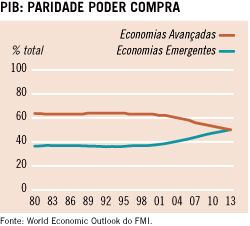 PIB: PARIDADE PODER COMPRA
Economias Avançadas
% total
Economias Emergentes
100
80
60
40
20
0
80 83 86 89 92 95 98 01 04 07 10 13
Fonte: World Economic Outlook do FMI.